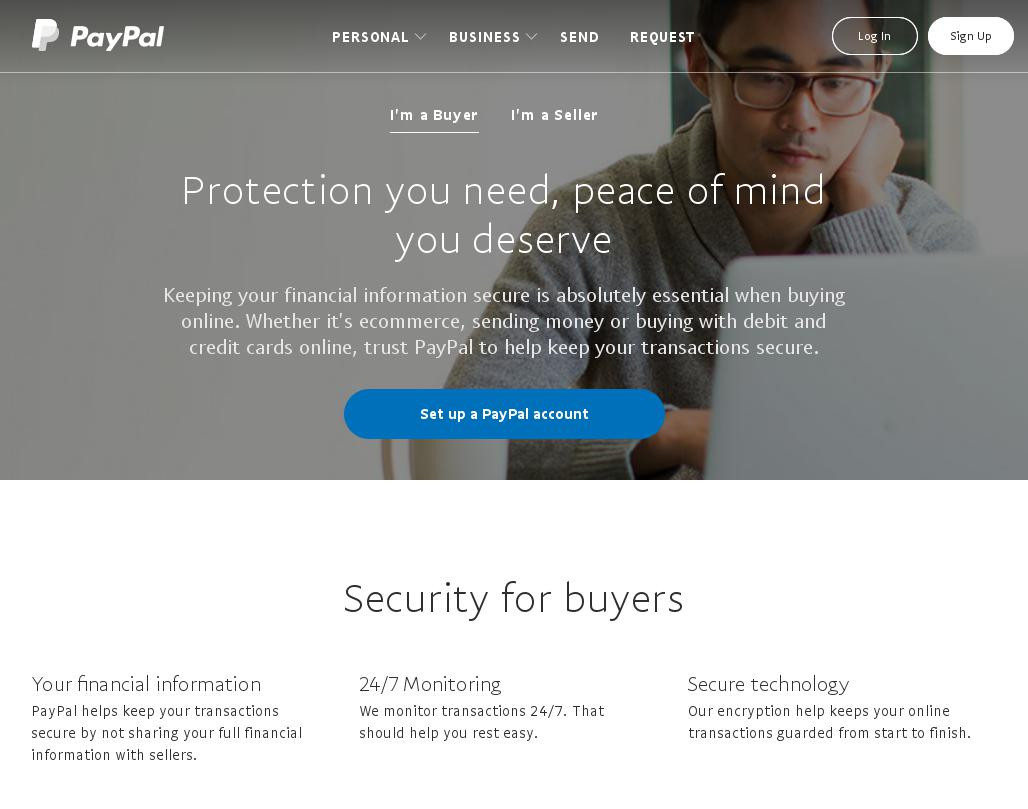 PayPal
PERSONAL
BUSINESS
SEND
REQUEST
Log In
Sign Up
I'm a Buyer
I'm a Seller
Protection you need, peace of mind
you deserve
Keeping your financial information secure is absolutely essential when buying
online. Whether it's ecommerce, sending money or buying with debit and
credit cards online, trust PayPal to help keep your transactions secure.
Set up a PayPal account
Security for buyers
Your financial information
PayPal helps keep your transactions
secure by not sharing your full financial
information with sellers.
24/7 Monitoring
We monitor transactions 24/7. That
should help you rest easy.
Secure technology
Our encryption help keeps your online
transactions guarded from start to finish.